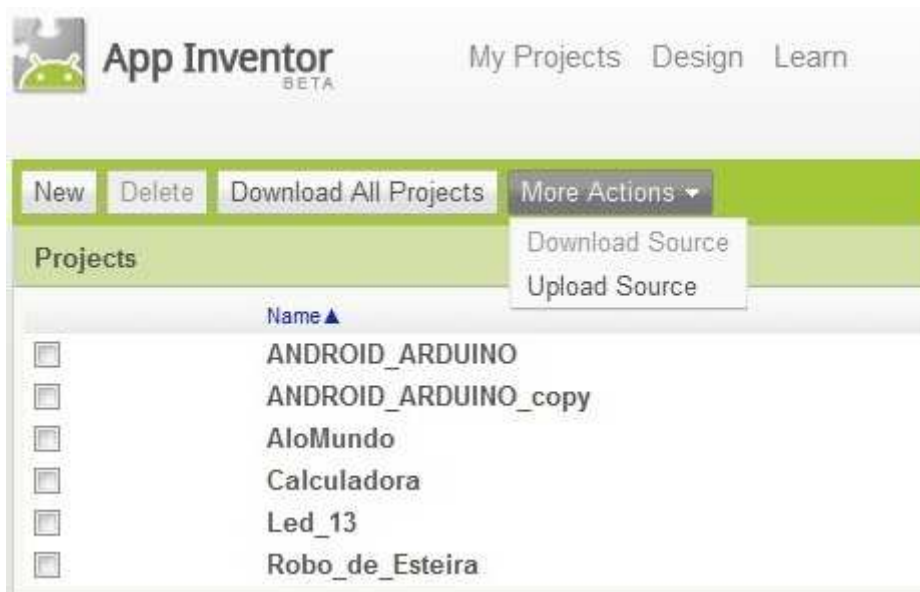 App Inventor
BETA
My Projects Design Learn
New Delete Download All Projects More Actions
Download Source
Upload Source
Projects
Name
ANDROID_ARDUINO
ANDROID_ARDUINO_copy
AloMundo
Calculadora
Led_13
Robo_de_Esteira